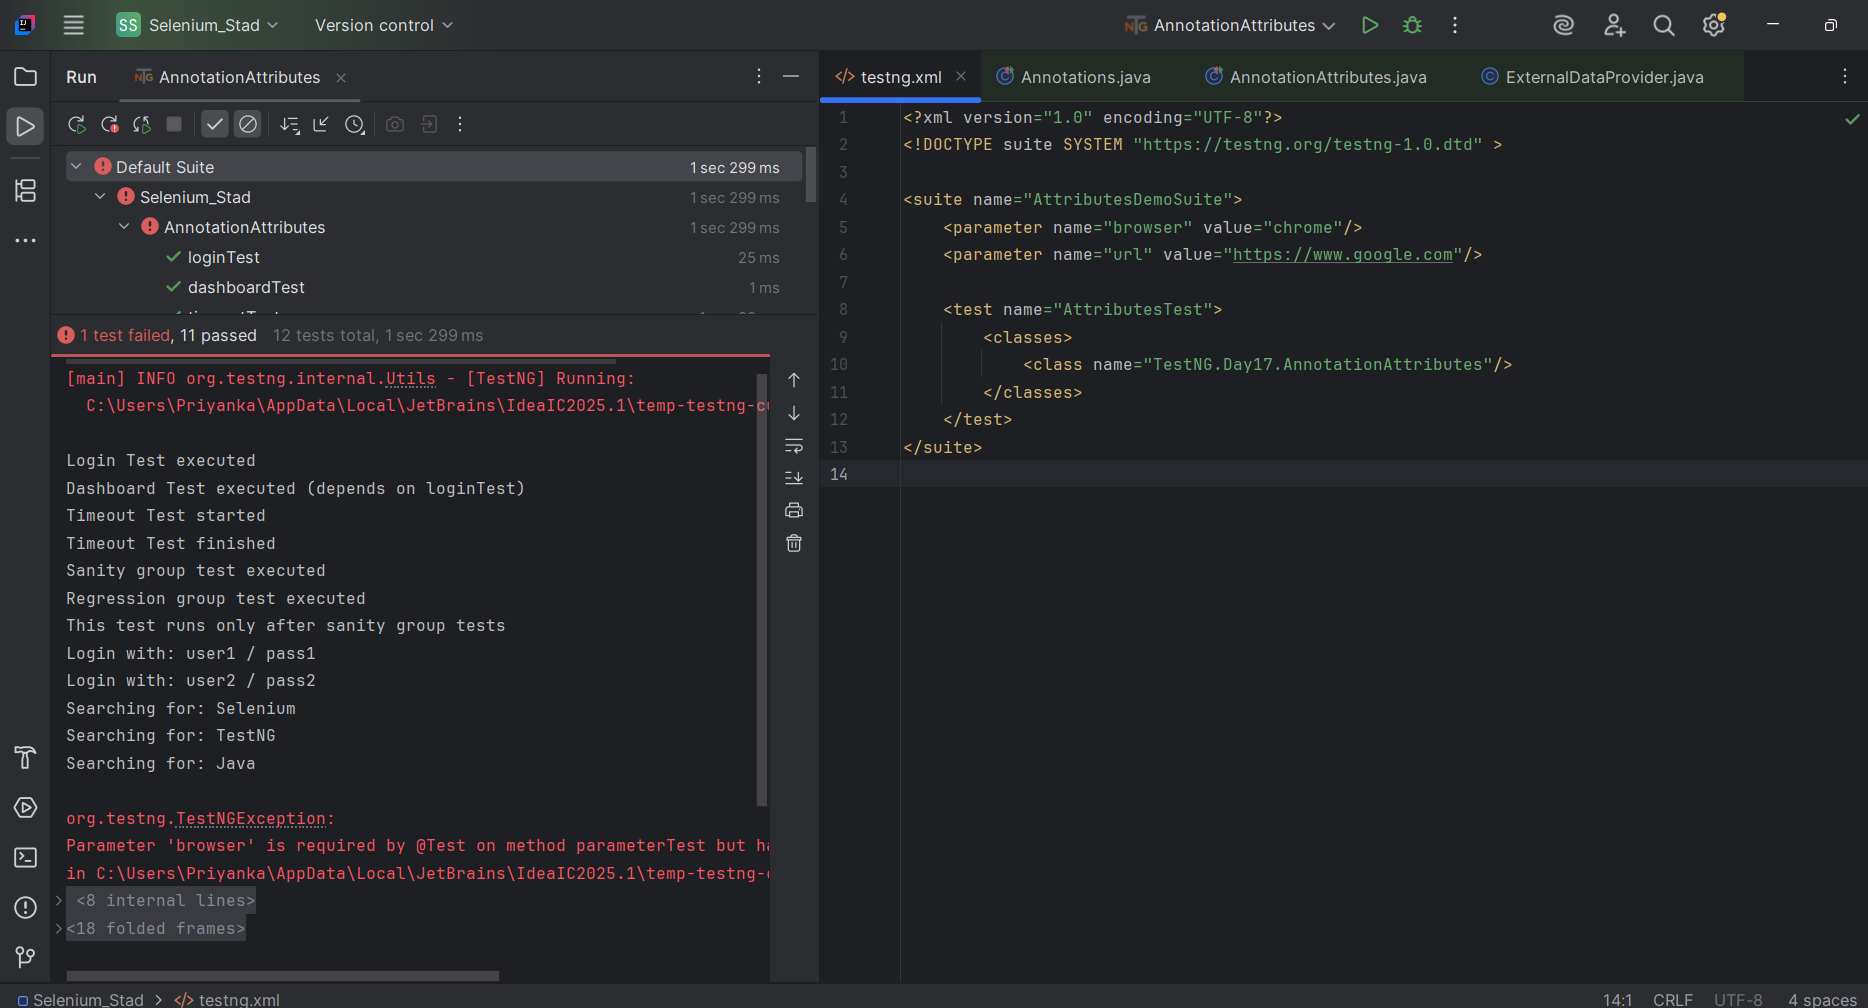 SS Selenium_Stad
Version control
AnnotationAttributes
Run
AnnotationAttributes
Default Suite 1 sec 299 ms
Selenium_Stad 1 sec 299 ms
AnnotationAttributes 1 sec 299 ms
loginTest 25 ms
dashboardTest 1 ms
1 test failed, 11 passed 12 tests total, 1 sec 299 ms
[main] INFO org.testng.internal.Utils - [TestNG] Running:
C:\Users\Priyanka\AppData\Local\JetBrains\IdeaIC2025.1\temp-testng-cu
Login Test executed
Dashboard Test executed (depends on loginTest)
Timeout Test started
Timeout Test finished
Sanity group test executed
Regression group test executed
This test runs only after sanity group tests
Login with: user1 / pass1
Login with: user2 / pass2
Searching for: Selenium
Searching for: TestNG
Searching for: Java
org.testng.TestNGException:
Parameter 'browser' is required by @Test on method parameterTest but ha
in C:\Users\Priyanka\AppData\Local\JetBrains\IdeaIC2025.1\temp-testng-c
<8 internal lines>
<18 folded frames>
testng.xml
Annotations.java
AnnotationAttributes.java
ExternalDataProvider.java
1 <?xml version="1.0" encoding="UTF-8"?>
2 <!DOCTYPE suite SYSTEM "https://testng.org/testng-1.0.dtd" >
3
4 <suite name="AttributesDemoSuite">
5 <parameter name="browser" value="chrome"/>
6 <parameter name="url" value="https://www.google.com"/>
7
8 <test name="AttributesTest">
9 <classes>
10 <class name="TestNG.Day17.AnnotationAttributes"/>
11 </classes>
12 </test>
13 </suite>
14
Selenium_Stad > testng.xml
14:1 CRLF UTF-8 4 spaces